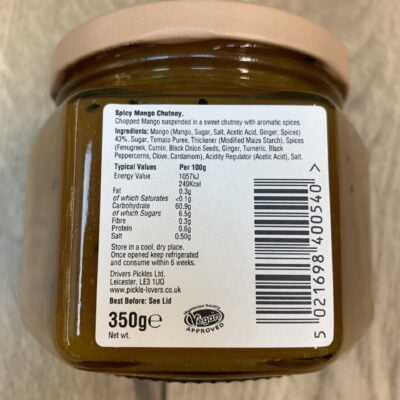 Spicy Mango Chutney.
Chopped Mango suspended in a sweet chutney with aromatic spices.
Ingredients: Mango (Mango, Sugar, Salt, Acetic Acid, Ginger, Spices)
43%, Sugar, Tomato Puree, Thickener (Modified Maize Starch), Spices
(Fenugreek, Cumin, Black Onion Seeds, Ginger, Turmeric, Black
Peppercorns, Clove, Cardamom), Acidity Regulator (Acetic Acid), Salt.
Typical Values Per 100g
Energy Value 1057kJ
249Kcal
Fat 0.3g
of which Saturates <0.1g
Carbohydrate 60.9g
of which Sugars 6.5g
Fibre 0.3g
Protein 0.6g
Salt 0.50g
Store in a cool, dry place.
Once opened keep refrigerated
and consume within 6 weeks.
Drivers Pickles Ltd,
Leicester, LE3 1UQ
www.pickle-lovers.co.uk
Best Before: See Lid
350g℮
Net wt.
Vegan
APPROVED
5 021698 400540 >